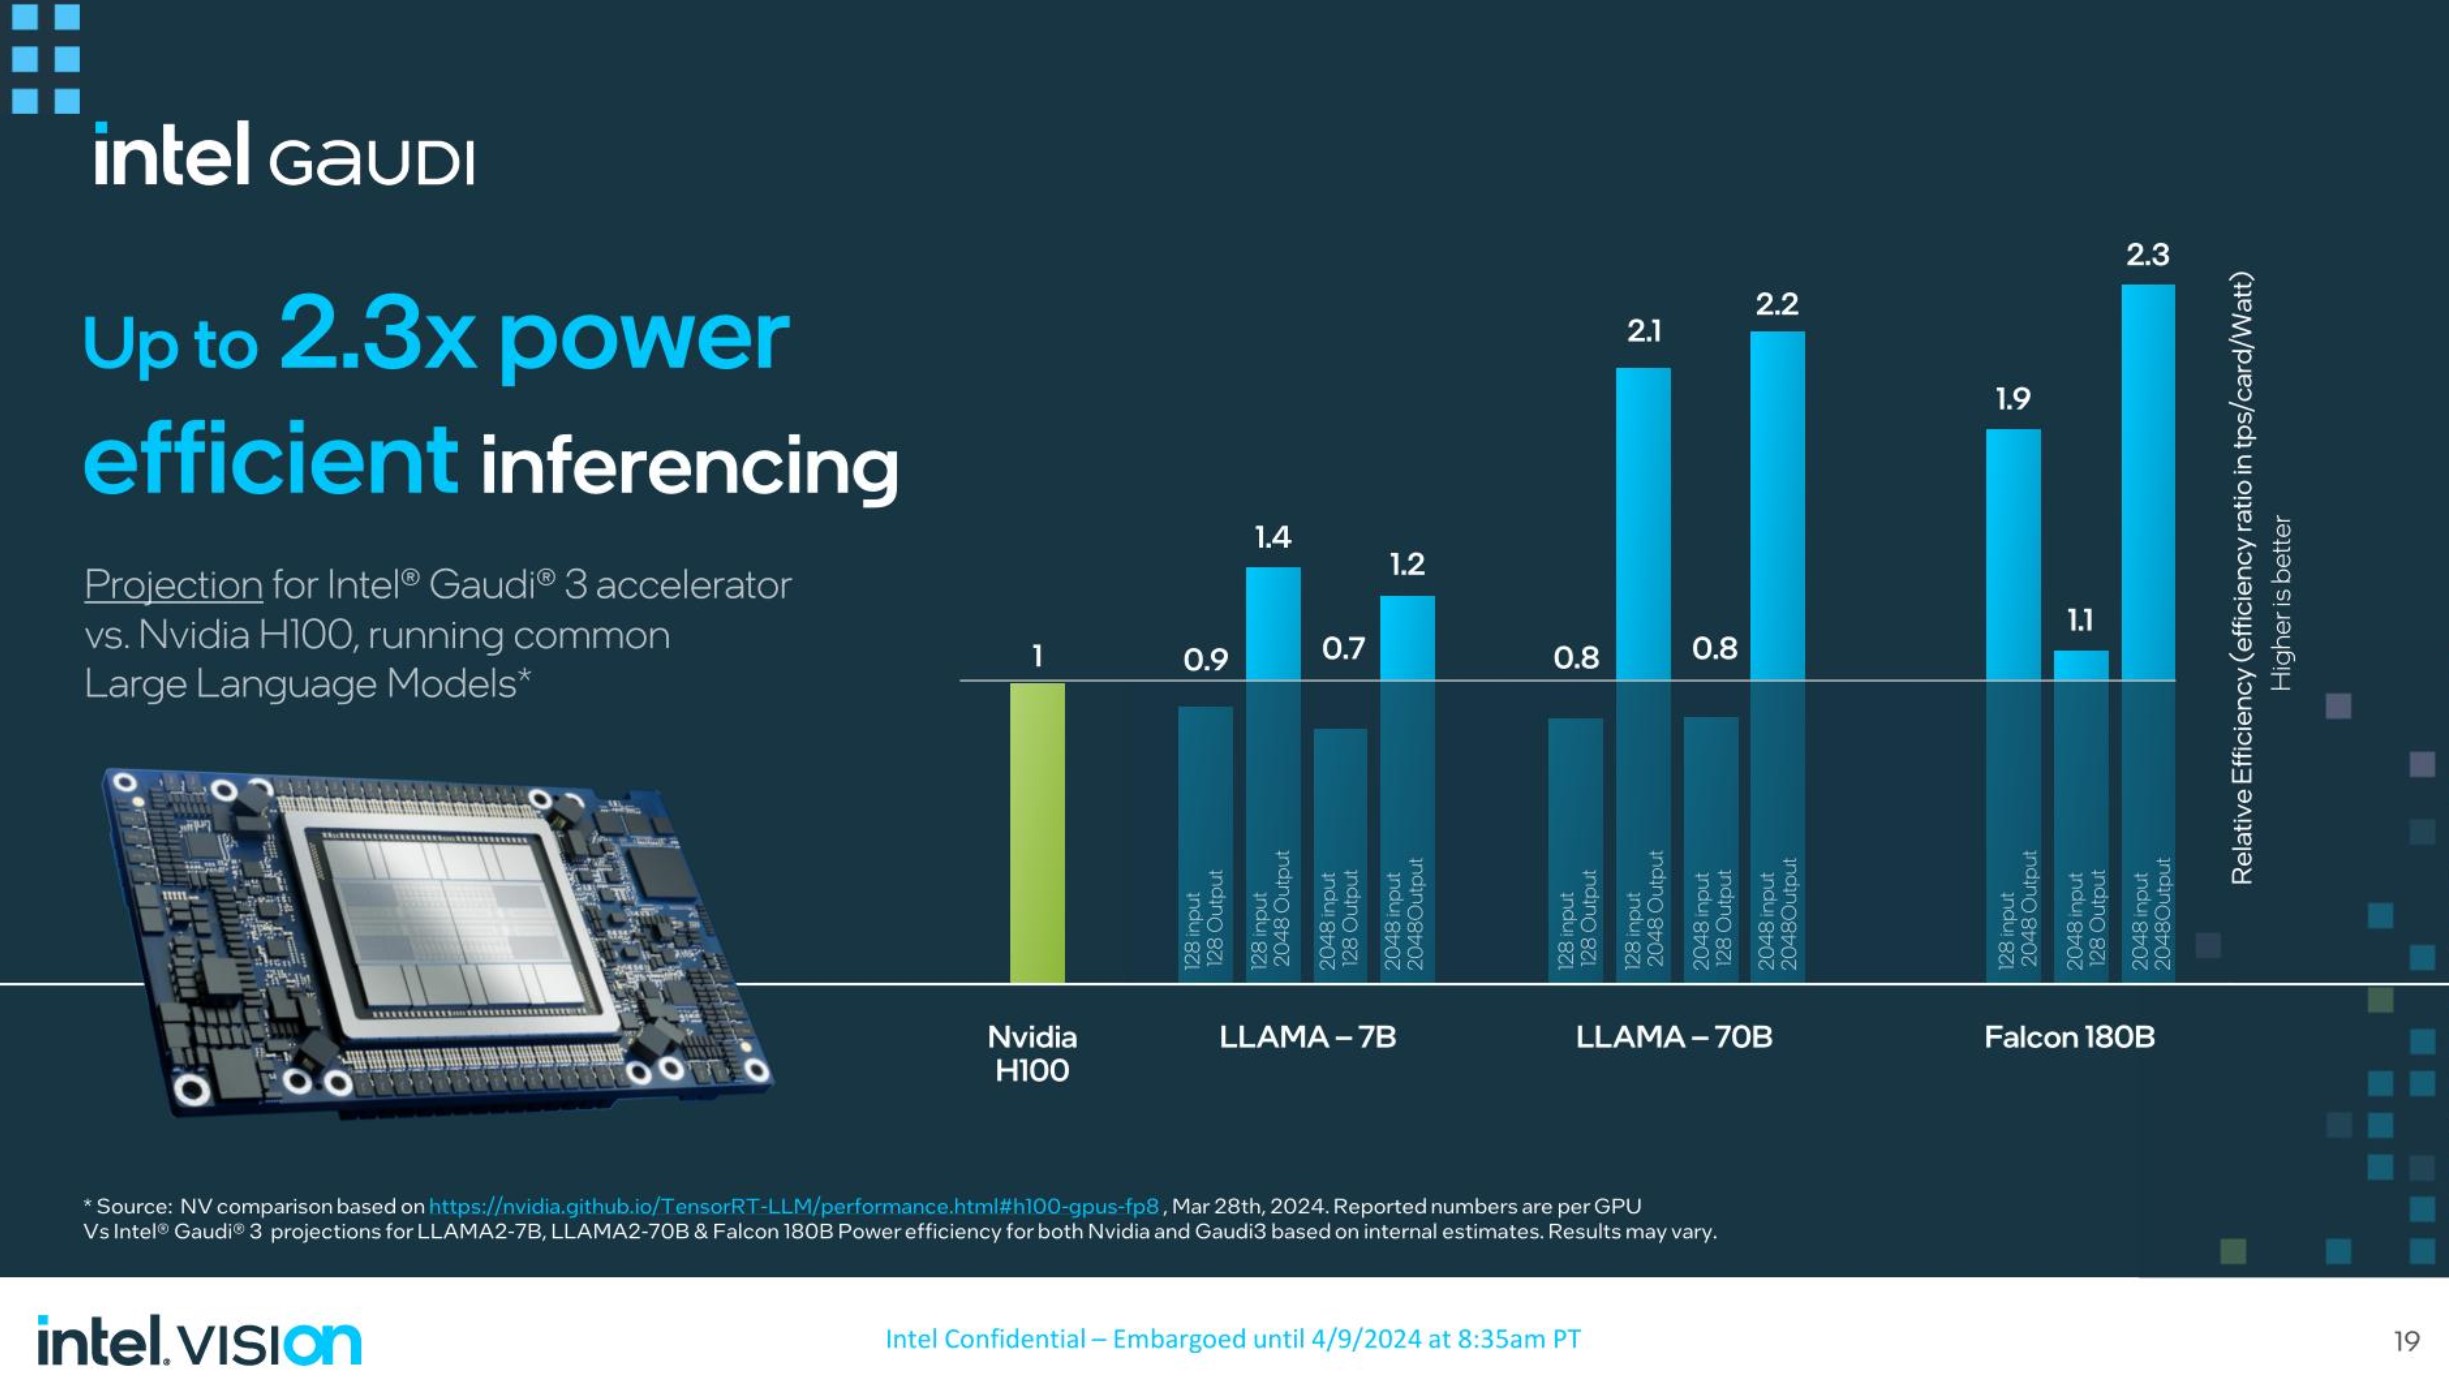 intel GAUDI
Up to 2.3x power
efficient inferencing
Projection for Intel® Gaudi® 3 accelerator
vs. Nvidia H100, running common
Large Language Models*
1
0.9
1.4
0.7
1.2
0.8
2.1
0.8
2.2
1.9
1.1
2.3
128 input
128 Output
128 input
2048 Output
2048 input
128 Output
2048 input
2048Output
128 input
128 Output
128 input
2048 Output
2048 input
128 Output
2048 input
2048Output
128 input
2048 Output
2048 input
128 Output
2048 input
2048Output
Relative Efficiency (efficiency ratio in tps/card/Watt)
Higher is better
Nvidia
H100
LLAMA – 7B
LLAMA – 70B
Falcon 180B
* Source: NV comparison based on https://nvidia.github.io/TensorRT-LLM/performance.html#h100-gpus-fp8 , Mar 28th, 2024. Reported numbers are per GPU
Vs Intel® Gaudi® 3 projections for LLAMA2-7B, LLAMA2-70B & Falcon 180B Power efficiency for both Nvidia and Gaudi3 based on internal estimates. Results may vary.
intel. VISION
Intel Confidential – Embargoed until 4/9/2024 at 8:35am PT
19